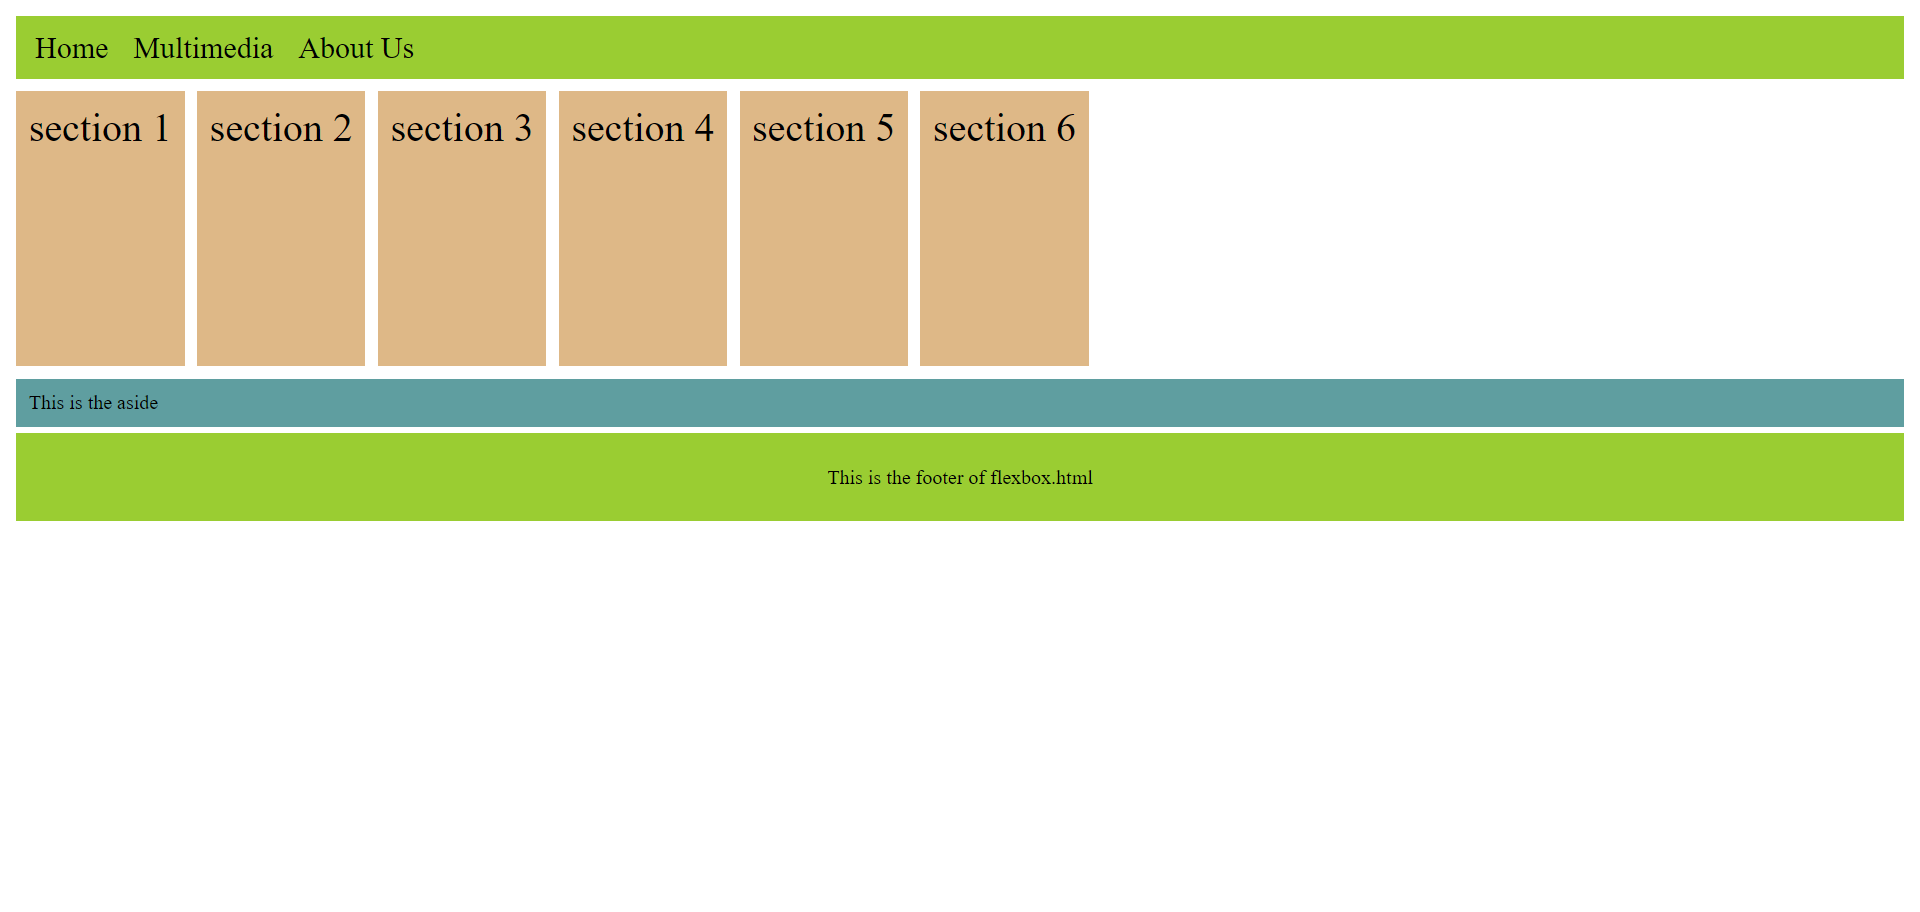 Home Multimedia About Us
section 1 section 2 section 3 section 4 section 5 section 6
This is the aside
This is the footer of flexbox.html